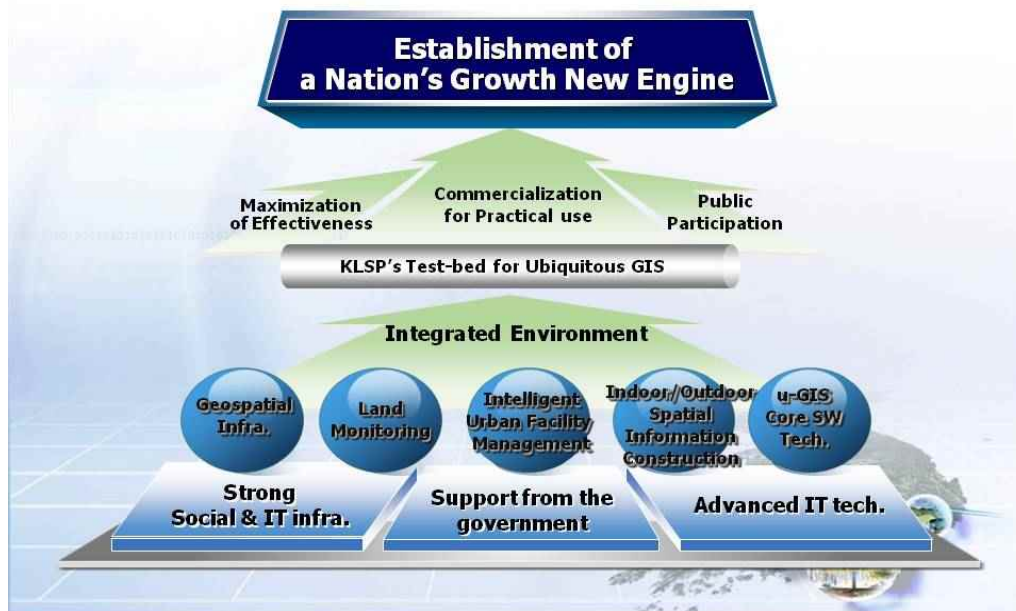 Establishment of
a Nation's Growth New Engine
Maximization
of Effectiveness
Commercialization
for Practical use
Public
Participation
KLSP's Test-bed for Ubiquitous GIS
Integrated Environment
Geospatial
Infra.
Land
Monitoring
Intelligent
Urban Facility
Management
Indoor/Outdoor
Spatial
Information
Construction
u-GIS
Core SW
Tech.
Strong
Social & IT infra.
Support from the
government
Advanced IT tech.